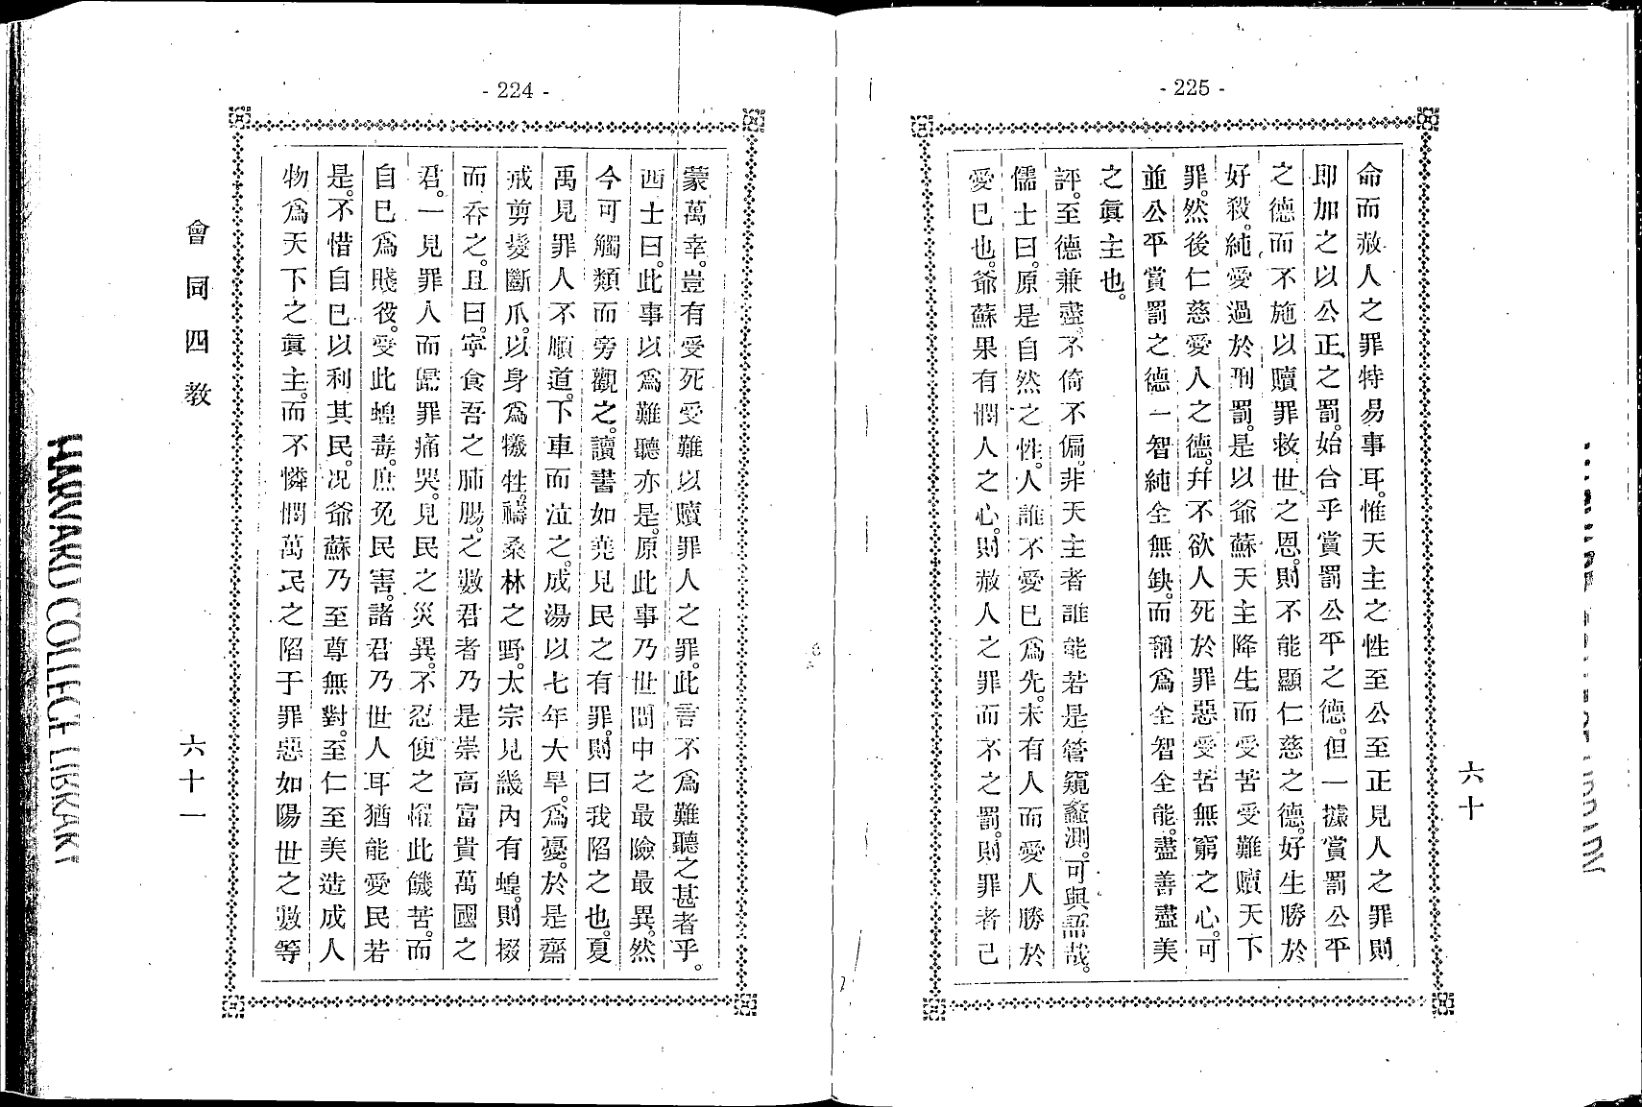 - 225 -
六十
命而赦人之罪特易事耳。惟天主之性至公至正見人之罪則
即加之以公正之罰。始合乎賞罰公平之德。但一據賞罰公平
之德而不施以贖罪救世之恩。則不能顯仁慈之德。好生勝於
好殺。純愛過於刑罰。是以爺蘇天主降生而受苦受難贖天下
罪。然後仁慈愛人之德。幷不欲人死於罪惡受苦無窮之心。可
並公平賞罰之德一智純全無缺。而稱爲全智全能。盡善盡美
之眞主也。
評。至德兼盡。不倚不偏。非天主者誰能若是管窺蠡測。可與語哉。
儒士曰。原是自然之性。人誰不愛已爲先。未有人而愛人勝於
愛已也。爺蘇果有憫人之心。則赦人之罪而不之罰。則罪者已
- 224 -
蒙萬幸。豈有受死受難以贖罪人之罪。此言不爲難聽之甚者乎。
西士曰。此事以爲難聽亦是。原此事乃世間中之最險最異。然
今可觸類而旁觀之。讀書如堯見民之有罪。則曰我陷之也。夏
禹見罪人不順道。下車而泣之。成湯以七年大旱。爲憂。於是齋
戒剪髮斷爪。以身爲犧牲。禱桑林之野。太宗見畿內有蝗。則掇
而吞之。且曰。寧食吾之肺腸。之數君者乃是崇高富貴萬國之
君。一見罪人而歸罪痛哭。見民之災異。不忍使之罹此饑苦。而
自已爲賤役。受此蝗毒。庶免民害。諸君乃世人耳猶能愛民若
是。不惜自已以利其民。况爺蘇乃至尊無對。至仁至美造成人
物爲天下之眞主。而不憐憫萬民之陷于罪惡如陽世之數等
會同四教
六十一
HARVARD COLLEGE LIBRARY